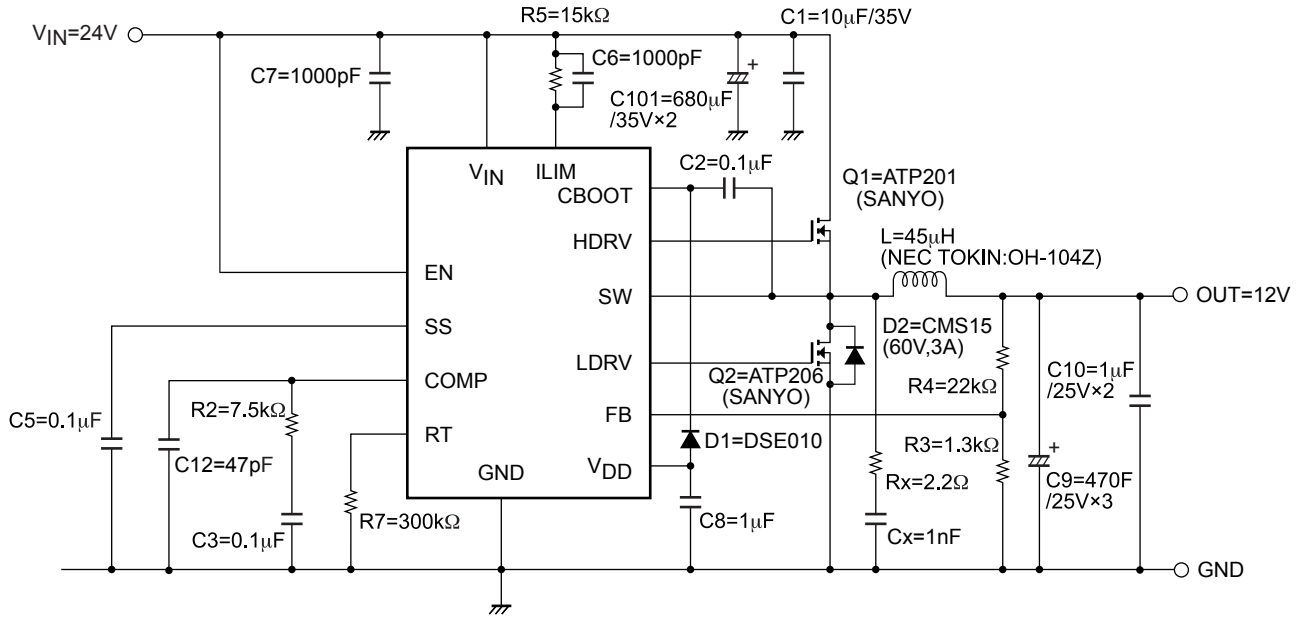 R5=15kΩ
C1=10μF/35V
VIN=24V
C7=1000pF
C6=1000pF
C101=680μF
/35V×2
VIN
ILIM
C2=0.1μF
CBOOT
Q1=ATP201
(SANYO)
HDRV
L=45μH
(NEC TOKIN:OH-104Z)
EN
SW
OUT=12V
SS
D2=CMS15
(60V,3A)
LDRV
COMP
Q2=ATP206
(SANYO)
R4=22kΩ
C10=1μF
/25V×2
C5=0.1μF
R2=7.5kΩ
FB
RT
D1=DSE010
R3=1.3kΩ
C12=47pF
GND
VDD
Rx=2.2Ω
C9=470F
/25V×3
R7=300kΩ
C8=1μF
C3=0.1μF
Cx=1nF
GND